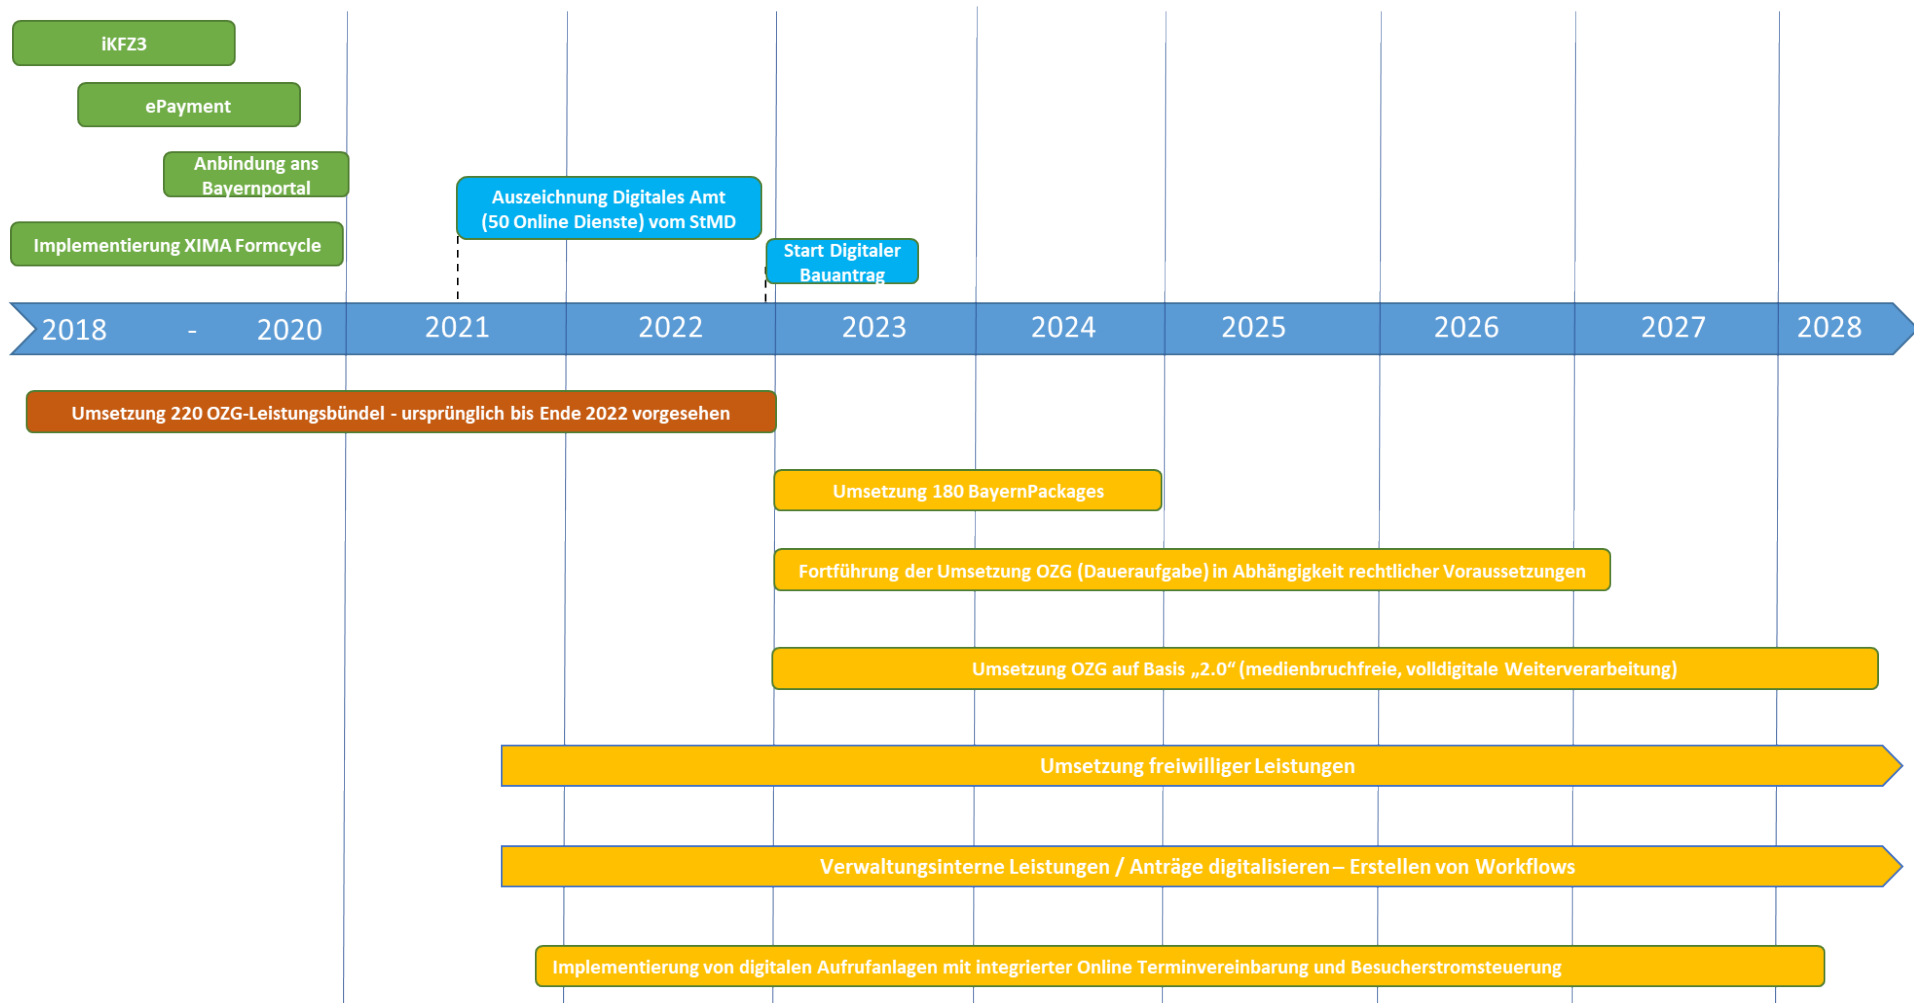 iKFZ3
ePayment
Anbindung ans
Bayernportal
Auszeichnung Digitales Amt
(50 Online Dienste) vom StMD
Implementierung XIMA Formcycle
Start Digitaler
Bauantrag
2018 - 2020 2021 2022 2023 2024 2025 2026 2027 2028
Umsetzung 220 OZG-Leistungsbündel - ursprünglich bis Ende 2022 vorgesehen
Umsetzung 180 BayernPackages
Fortführung der Umsetzung OZG (Daueraufgabe) in Abhängigkeit rechtlicher Voraussetzungen
Umsetzung OZG auf Basis „2.0“ (medienbruchfreie, volldigitale Weiterverarbeitung)
Umsetzung freiwilliger Leistungen
Verwaltungsinterne Leistungen / Anträge digitalisieren – Erstellen von Workflows
Implementierung von digitalen Aufrufanlagen mit integrierter Online Terminvereinbarung und Besucherstromsteuerung